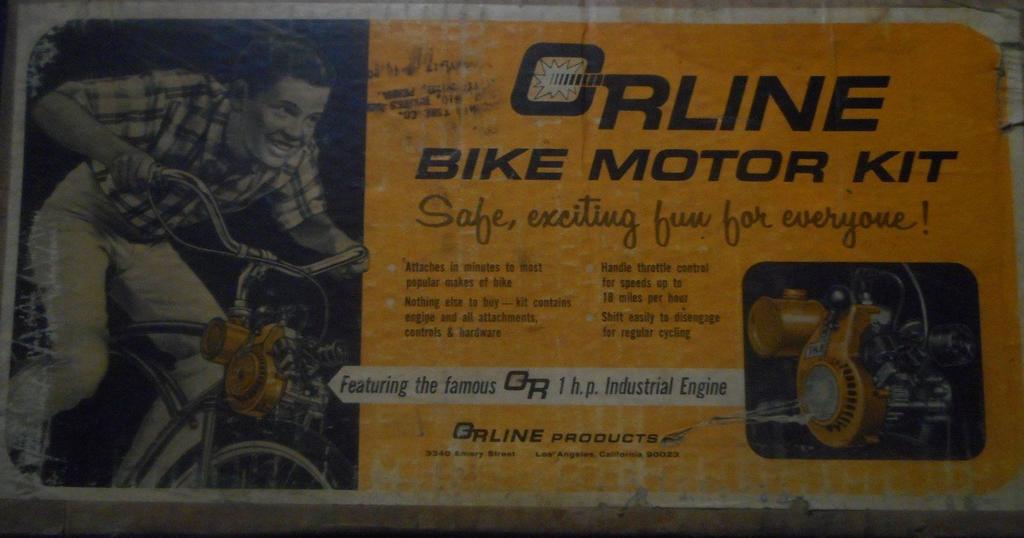 ORLINE
BIKE MOTOR KIT
Safe, exciting fun for everyone!
Attaches in minutes to most
popular makes of bike
Nothing else to buy — kit contains
engine and all attachments,
controls & hardware
Handle throttle control
for speeds up to
18 miles per hour
Shift easily to disengage
for regular cycling
Featuring the famous OR 1 h.p. Industrial Engine
ORLINE PRODUCTS
3340 Emery Street Los Angeles, California 90023